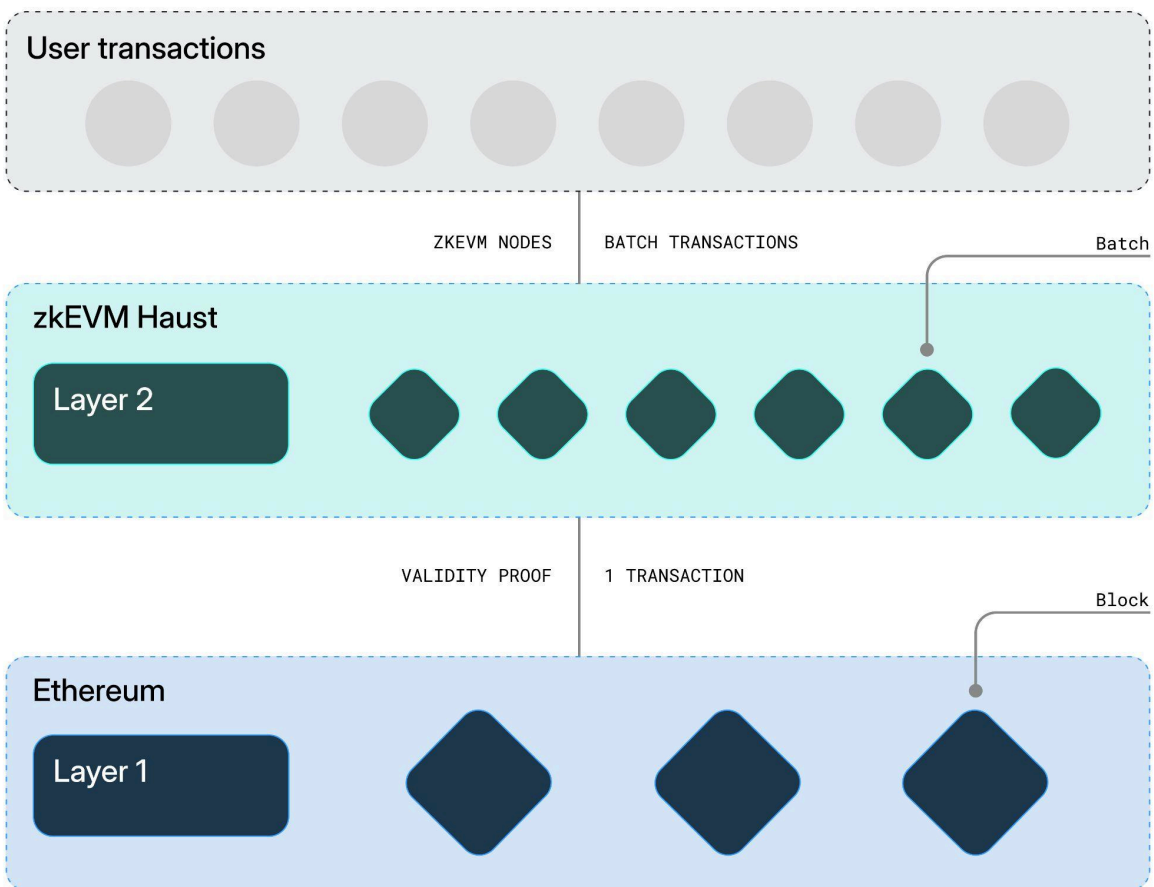 User transactions
ZKEVM NODES
BATCH TRANSACTIONS
Batch
zkEVM Haust
Layer 2
VALIDITY PROOF
1 TRANSACTION
Block
Ethereum
Layer 1